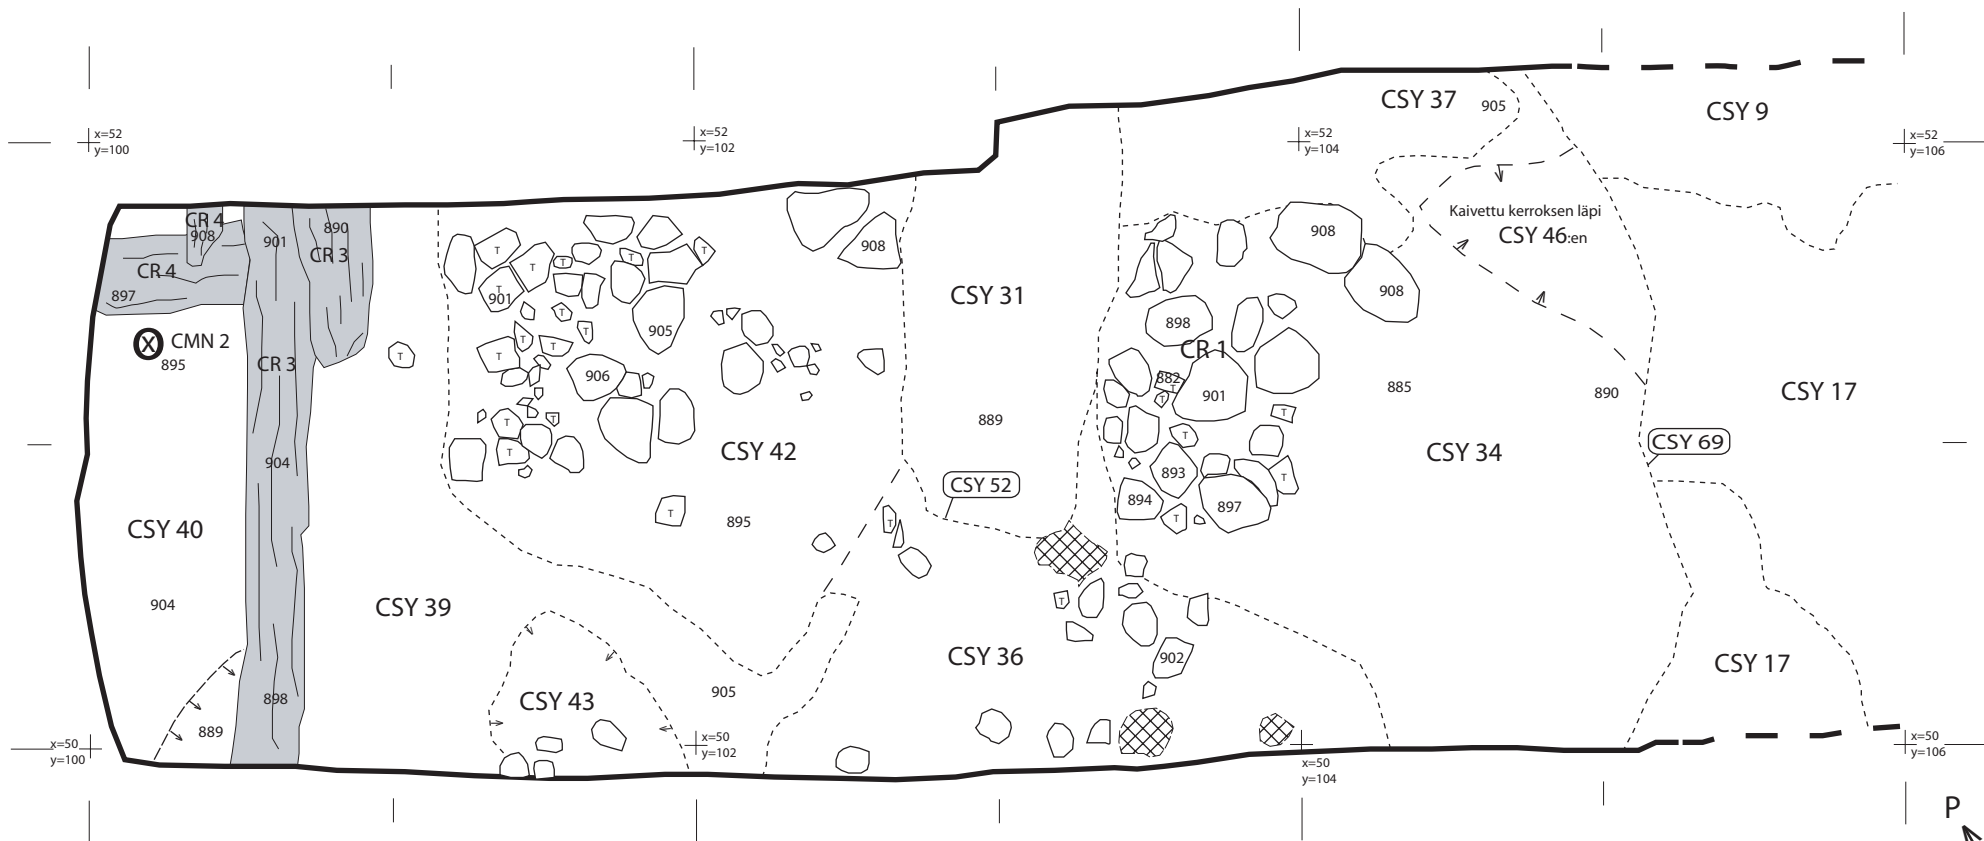 x=52
y=100
x=52
y=102
x=52
y=104
x=52
y=106
CSY 37
905
CSY 9
CR 4
908
901
890
CR 3
CR 4
897
CMN 2
895
CR 3
904
CSY 40
904
889
898
CSY 39
T
T
T
T
T
T
901
T
T
T
T
T
905
906
T
T
T
T
908
CSY 42
895
T
T
CSY 31
889
CSY 52
CSY 43
905
CSY 36
T
902
908
908
898
CR 1
882
T
T
901
T
T
893
T
894
T
897
885
CSY 34
Kaivettu kerroksen läpi
CSY 46:en
890
CSY 69
CSY 17
CSY 17
x=50
y=100
x=50
y=102
x=50
y=104
x=50
y=106
P